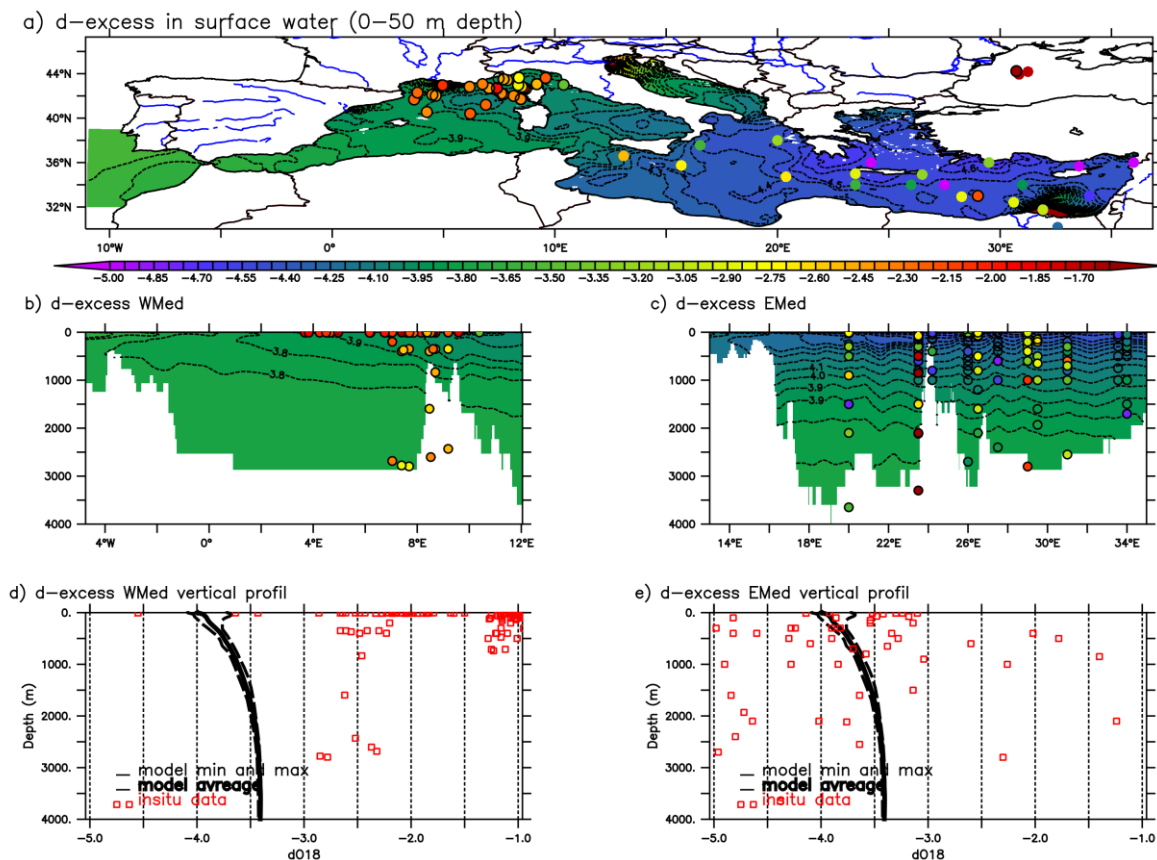 a) d-excess in surface water (0-50 m depth)
44°N
40°N
36°N
32°N
3.9
3.9
4.4
4.5
4.6
10°W 0° 10°E 20°E 30°E
-5.00 -4.85 -4.70 -4.55 -4.40 -4.25 -4.10 -3.95 -3.80 -3.65 -3.50 -3.35 -3.20 -3.05 -2.90 -2.75 -2.60 -2.45 -2.30 -2.15 -2.00 -1.85 -1.70
b) d-excess WMed
c) d-excess EMed
0
1000
2000
3000
4000
3.8
3.9
3.8
4°W 0° 4°E 8°E 12°E
0
1000
2000
3000
4000
4.1
4.0
3.9
3.9
14°E 18°E 22°E 26°E 30°E 34°E
d) d-excess WMed vertical profil
e) d-excess EMed vertical profil
0.
1000.
2000.
3000.
4000.
Depth (m)
model min and max
model avreage
insitu data
-5.0 -4.0 -3.0 -2.0 -1.0
dO18
0.
1000.
2000.
3000.
4000.
Depth (m)
model min and max
model avreage
insitu data
-5.0 -4.0 -3.0 -2.0 -1.0
dO18